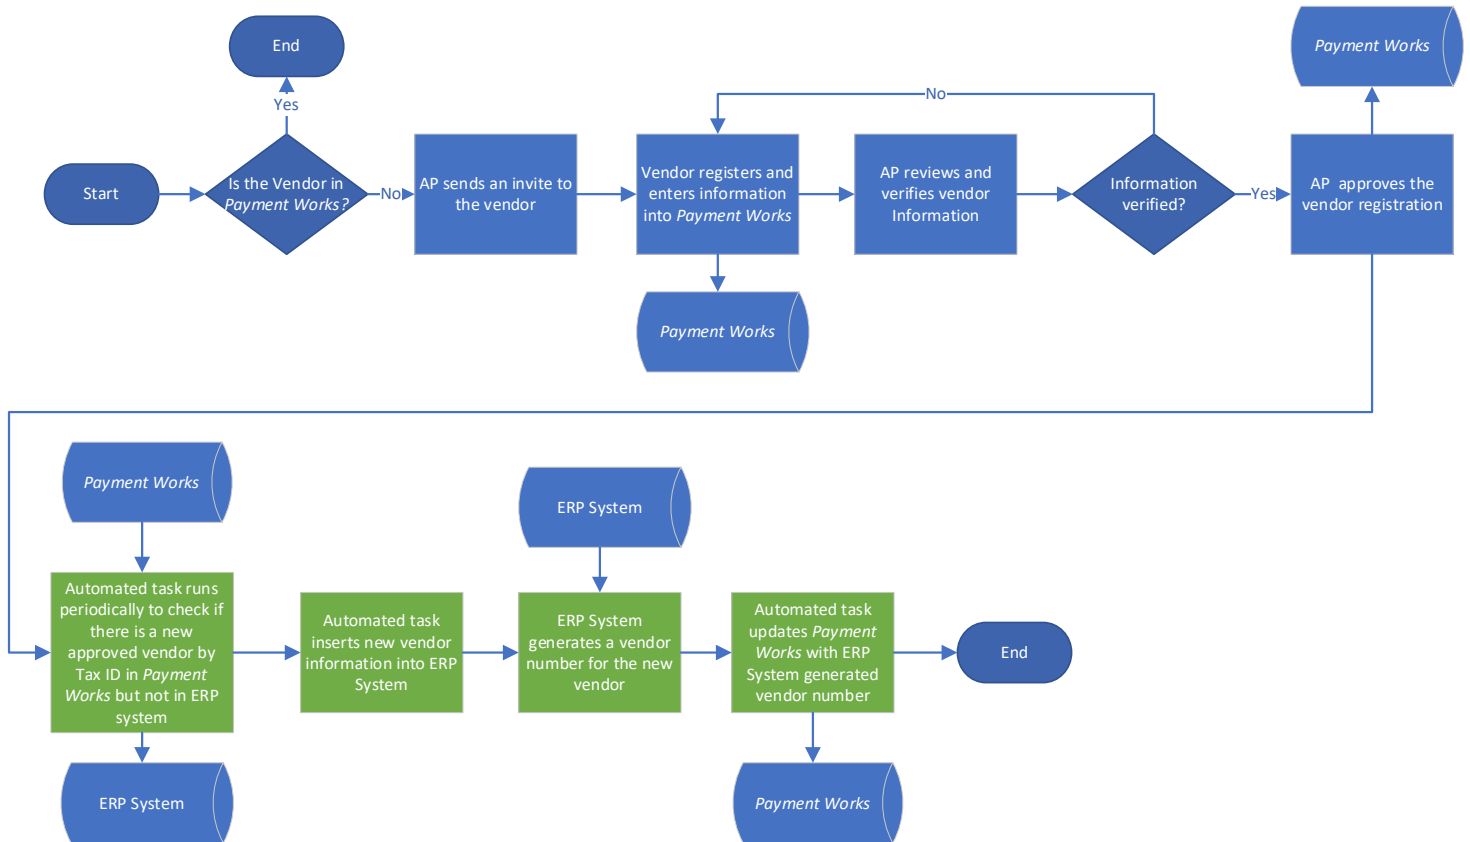 End
Payment Works
Yes
No
Start
Is the Vendor in
Payment Works?
No
AP sends an invite to
the vendor
Vendor registers and
enters information
into Payment Works
AP reviews and
verifies vendor
Information
Information
verified?
Yes
AP approves the
vendor registration
Payment Works
Payment Works
ERP System
Automated task runs
periodically to check if
there is a new
approved vendor by
Tax ID in Payment
Works but not in ERP
system
Automated task
inserts new vendor
information into ERP
System
ERP System
generates a vendor
number for the new
vendor
Automated task
updates Payment
Works with ERP
System generated
vendor number
End
ERP System
Payment Works